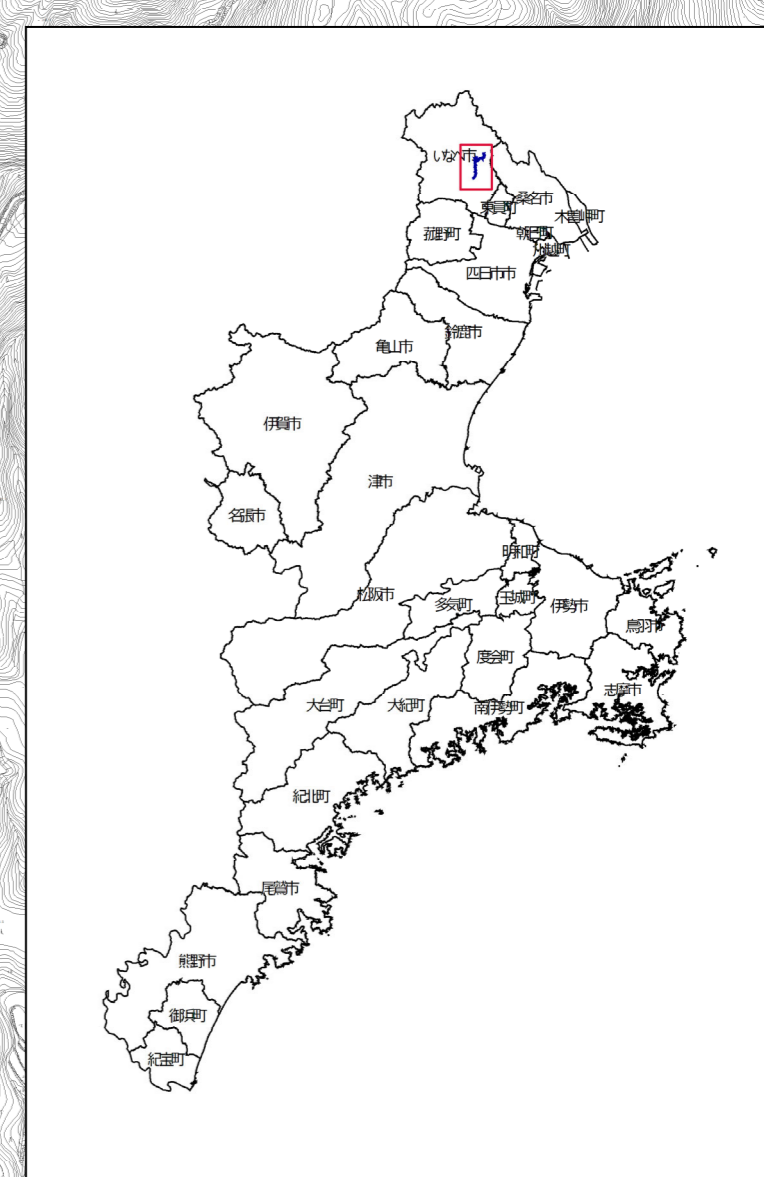 いなべ市
東員町
桑名市
木曽岬町
菰野町
朝日町
川越町
四日市市
鈴鹿市
亀山市
伊賀市
津市
名張市
明和町
松阪市
多気町
玉城町
伊勢市
鳥羽市
度会町
志摩市
大台町
大紀町
南伊勢町
紀北町
尾鷲市
熊野市
御浜町
紀宝町